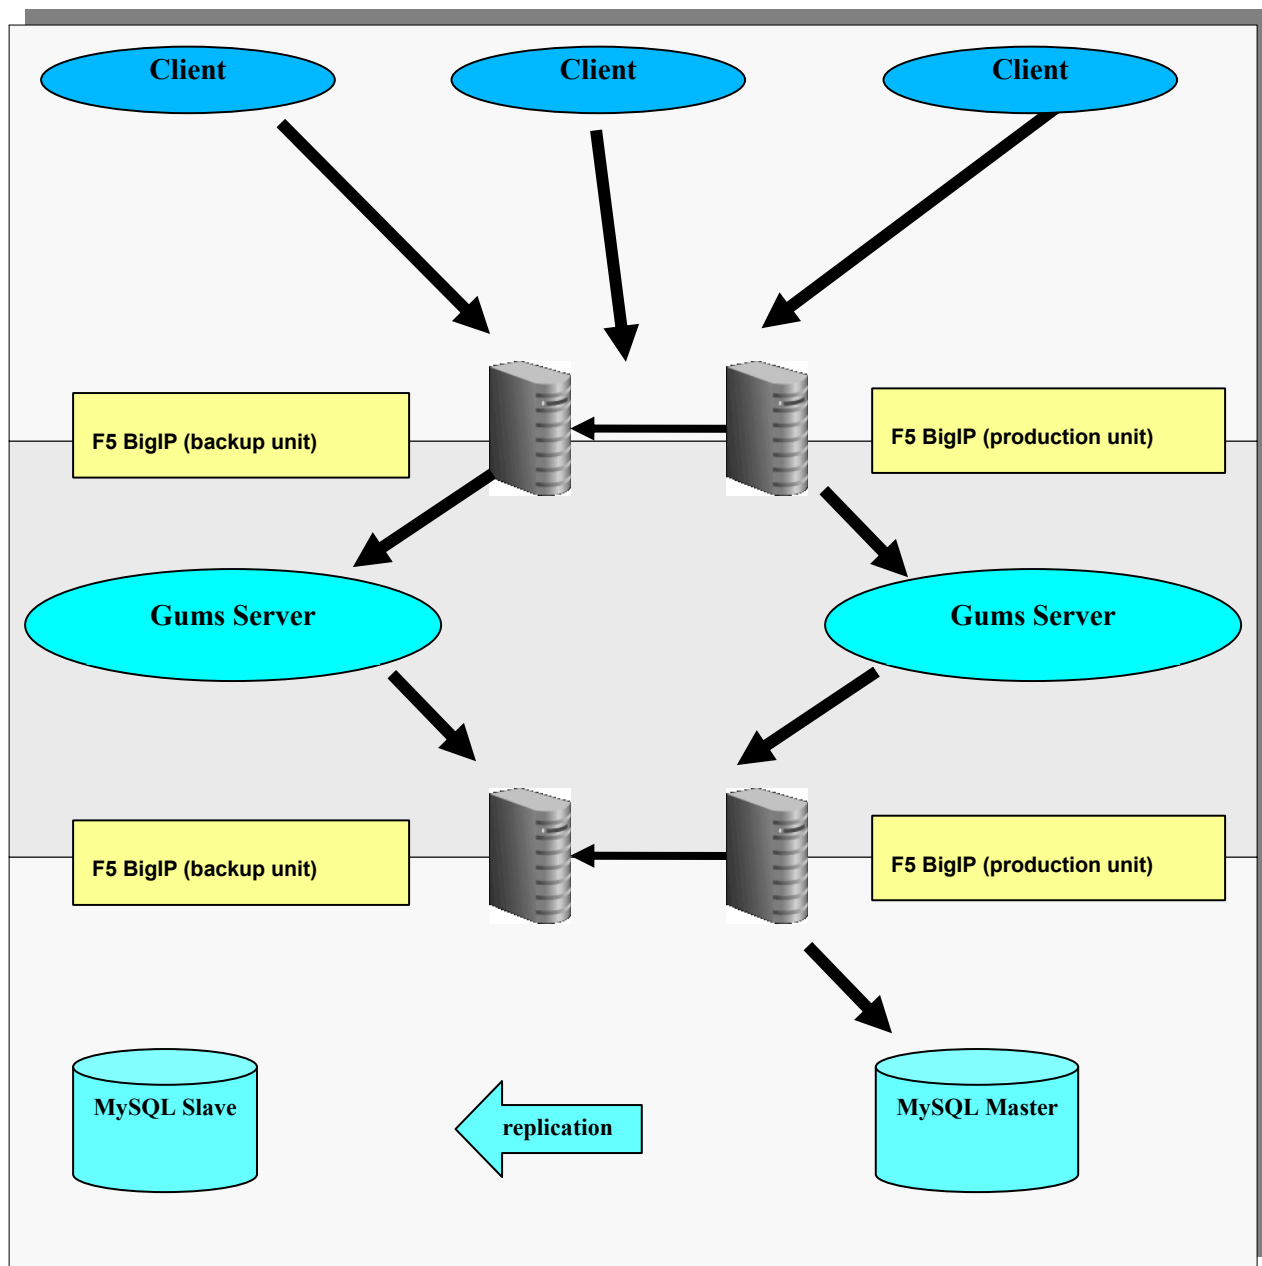 Client
Client
Client
F5 BigIP (backup unit)
F5 BigIP (production unit)
Gums Server
Gums Server
F5 BigIP (backup unit)
F5 BigIP (production unit)
MySQL Slave
replication
MySQL Master